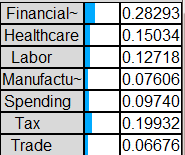 Financial~ 0.28293
Healthcare 0.15034
Labor 0.12718
Manufactu~ 0.07606
Spending 0.09740
Tax 0.19932
Trade 0.06676